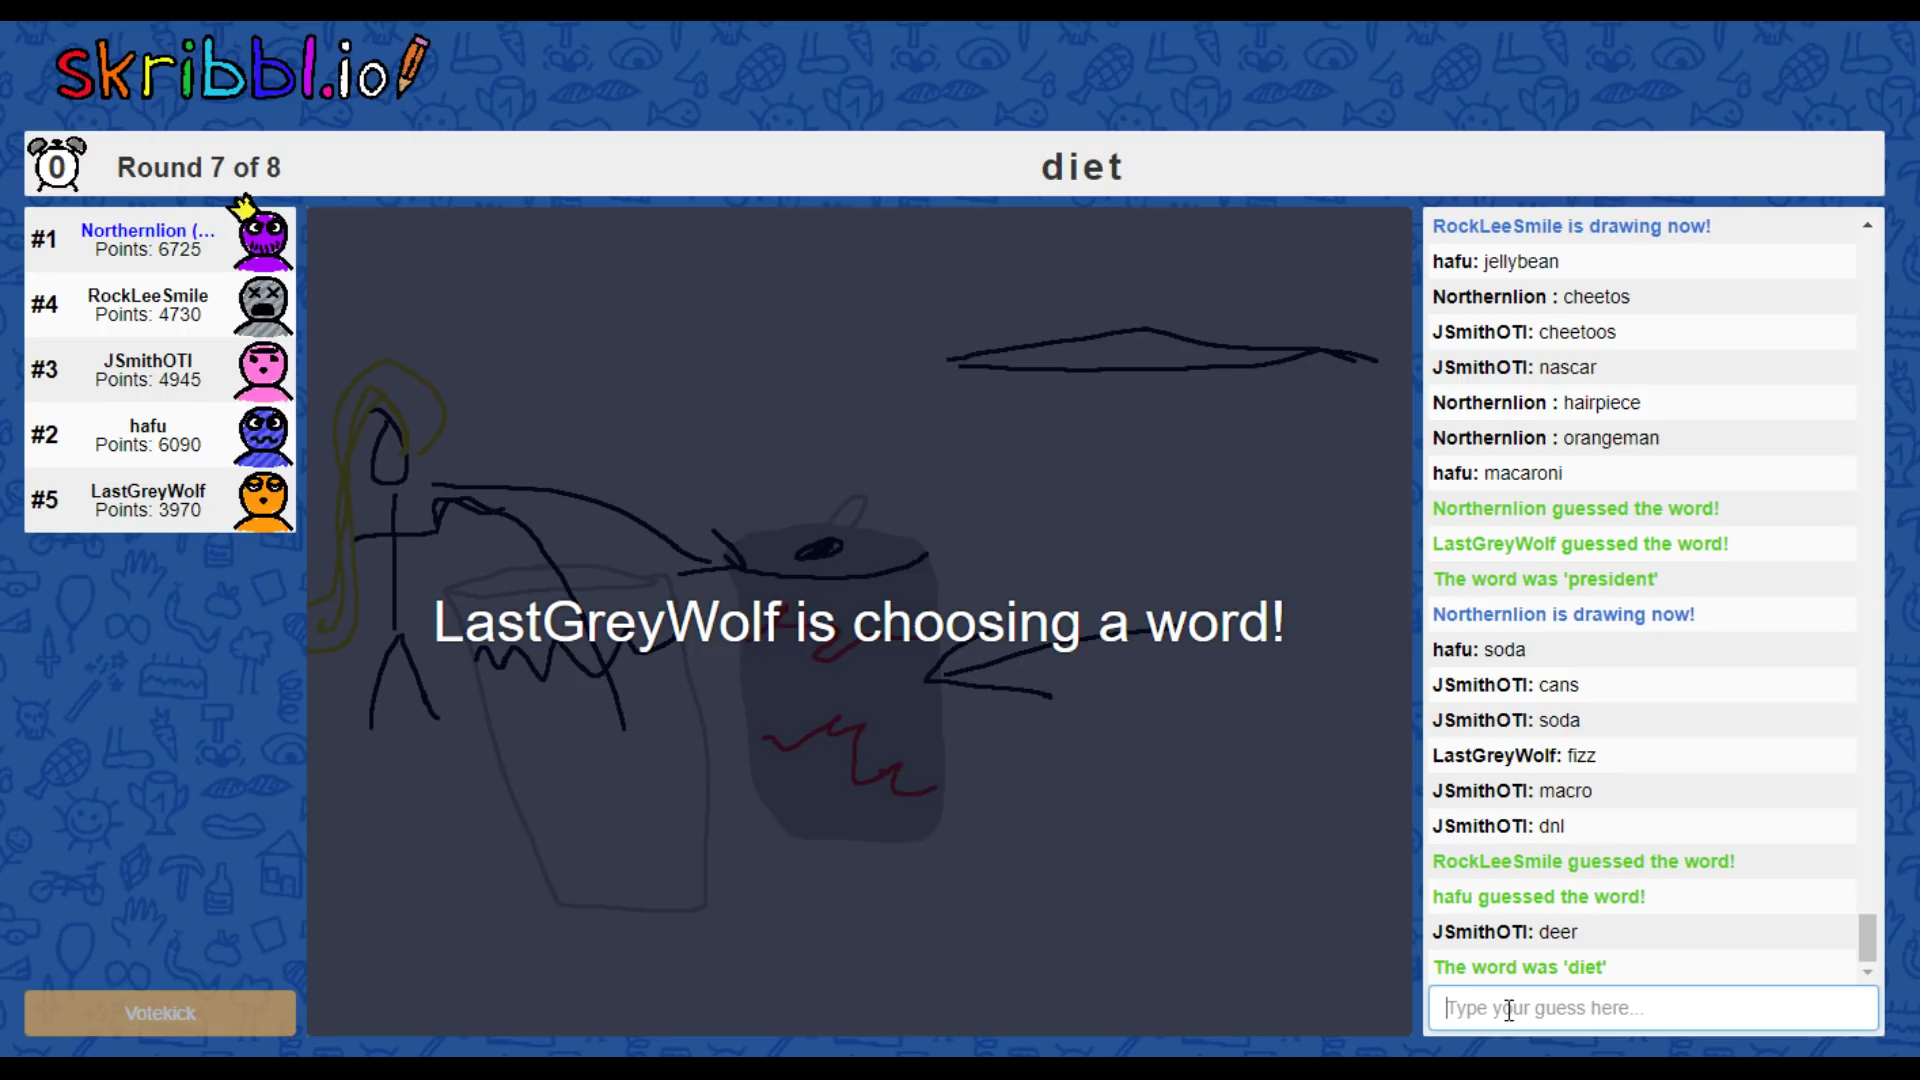 skribbl.io
0
Round 7 of 8
diet
#1
Northernlion (...
Points: 6725
#4
RockLeeSmile
Points: 4730
#3
JSmithOTI
Points: 4945
#2
hafu
Points: 6090
#5
LastGreyWolf
Points: 3970
Votekick
LastGreyWolf is choosing a word!
RockLeeSmile is drawing now!
hafu: jellybean
Northernlion : cheetos
JSmithOTI: cheetoos
JSmithOTI: nascar
Northernlion : hairpiece
Northernlion : orangeman
hafu: macaroni
Northernlion guessed the word!
LastGreyWolf guessed the word!
The word was 'president'
Northernlion is drawing now!
hafu: soda
JSmithOTI: cans
JSmithOTI: soda
LastGreyWolf: fizz
JSmithOTI: macro
JSmithOTI: dnl
RockLeeSmile guessed the word!
hafu guessed the word!
JSmithOTI: deer
The word was 'diet'
Type your guess here...